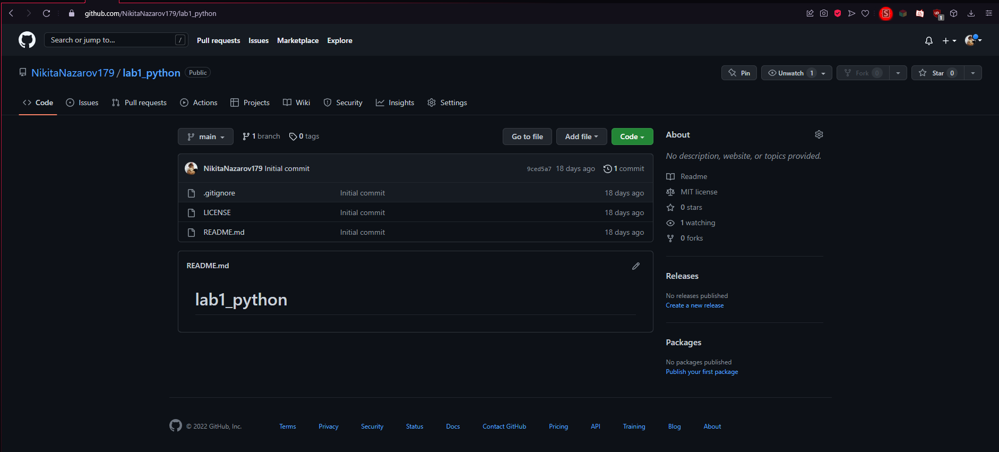 github.com/NikitaNazarov179/lab1_python
1
Search or jump to... /
Pull requests Issues Marketplace Explore
NikitaNazarov179 / lab1_python Public
Pin Unwatch 1 Fork 0 Star 0
Code Issues Pull requests Actions Projects Wiki Security Insights Settings
main 1 branch 0 tags Go to file Add file Code
NikitaNazarov179 Initial commit 9ced5a7 18 days ago 1 commit
.gitignore Initial commit 18 days ago
LICENSE Initial commit 18 days ago
README.md Initial commit 18 days ago
README.md
lab1_python
About
No description, website, or topics provided.
Readme
MIT license
0 stars
1 watching
0 forks
Releases
No releases published
Create a new release
Packages
No packages published
Publish your first package
© 2022 GitHub, Inc. Terms Privacy Security Status Docs Contact GitHub Pricing API Training Blog About